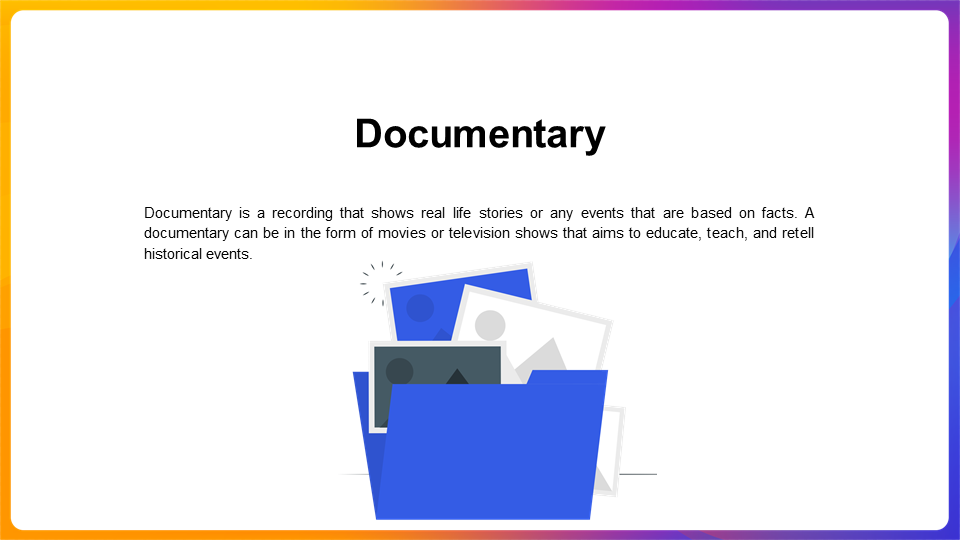 Documentary
Documentary is a recording that shows real life stories or any events that are based on facts. A
documentary can be in the form of movies or television shows that aims to educate, teach, and retell
historical events.